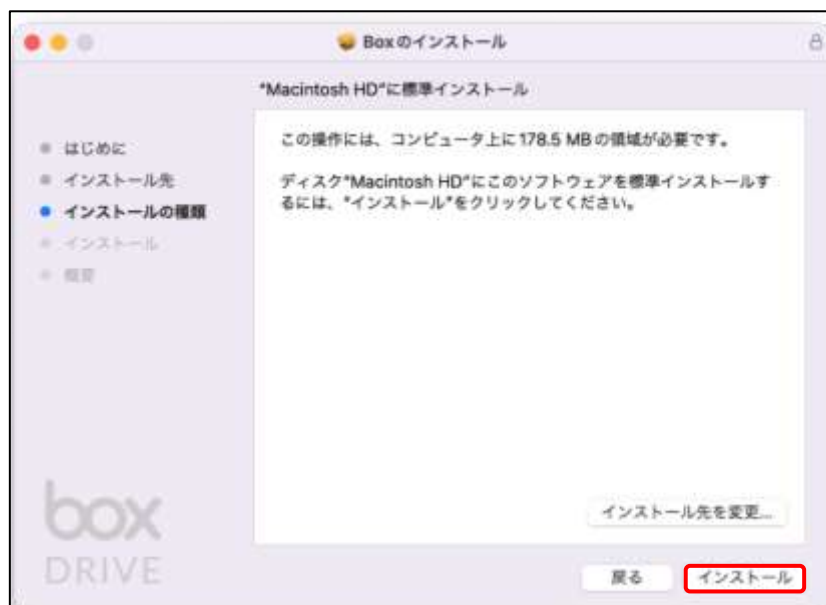 Boxのインストール
"Macintosh HD"に標準インストール
はじめに
インストール先
インストールの種類
インストール
概要
この操作には、コンピュータ上に178.5 MBの領域が必要です。
ディスク"Macintosh HD"にこのソフトウェアを標準インストールす
るには、"インストール"をクリックしてください。
インストール先を変更...
box
DRIVE
戻る
インストール